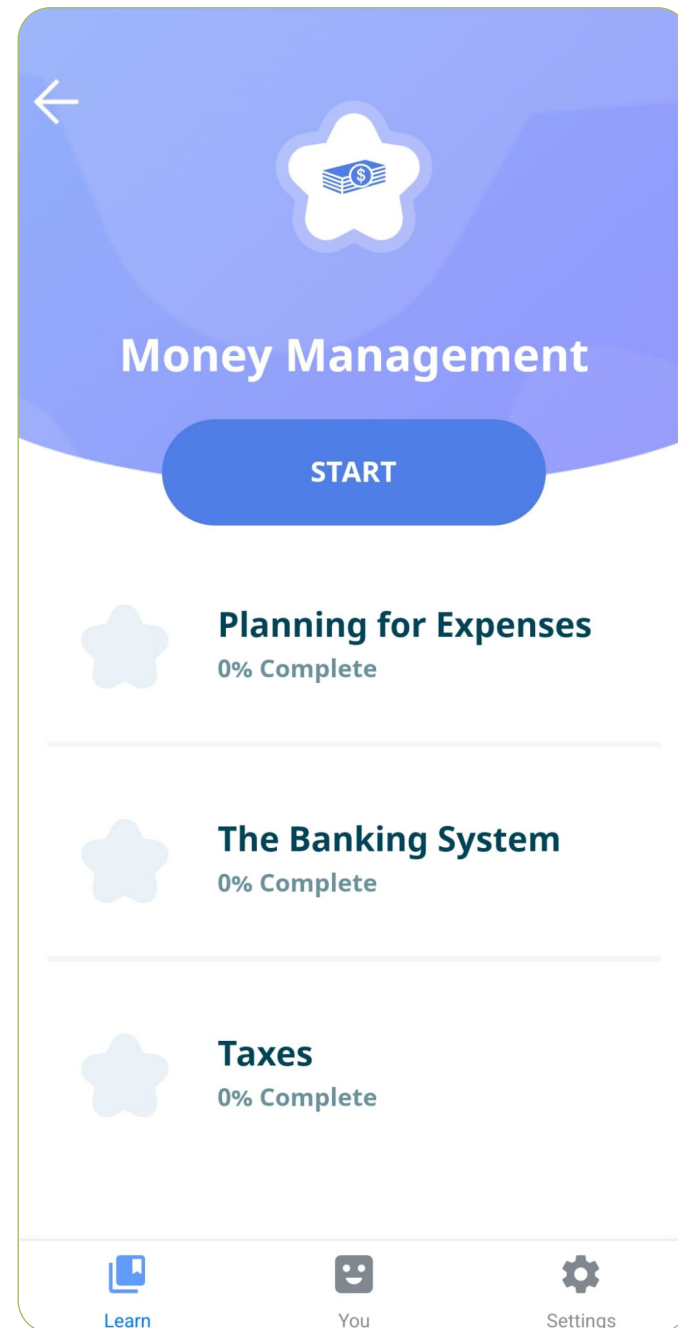 $
Money Management
START
Planning for Expenses
0% Complete
The Banking System
0% Complete
Taxes
0% Complete
Learn
You
Settings